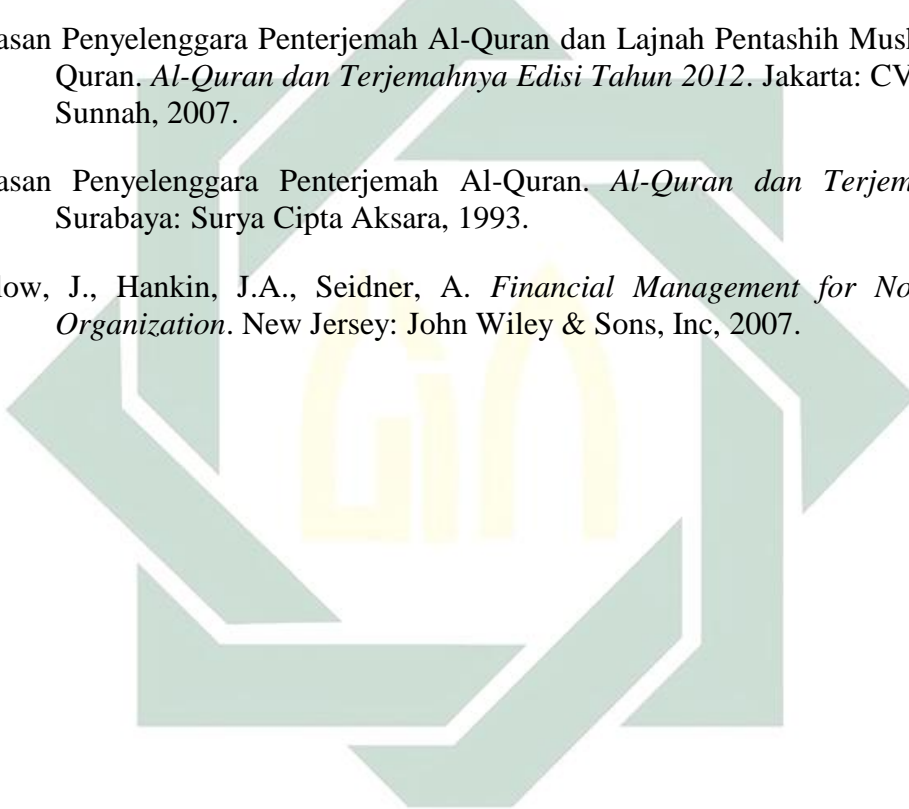 asan Penyelenggara Penterjemah Al-Quran dan Lajnah Pentashih Mush
Quran. Al-Quran dan Terjemahnya Edisi Tahun 2012. Jakarta: CV
Sunnah, 2007.
asan Penyelenggara Penterjemah Al-Quran. Al-Quran dan Terjem
Surabaya: Surya Cipta Aksara, 1993.
low, J., Hankin, J.A., Seidner, A. Financial Management for No
Organization. New Jersey: John Wiley & Sons, Inc, 2007.